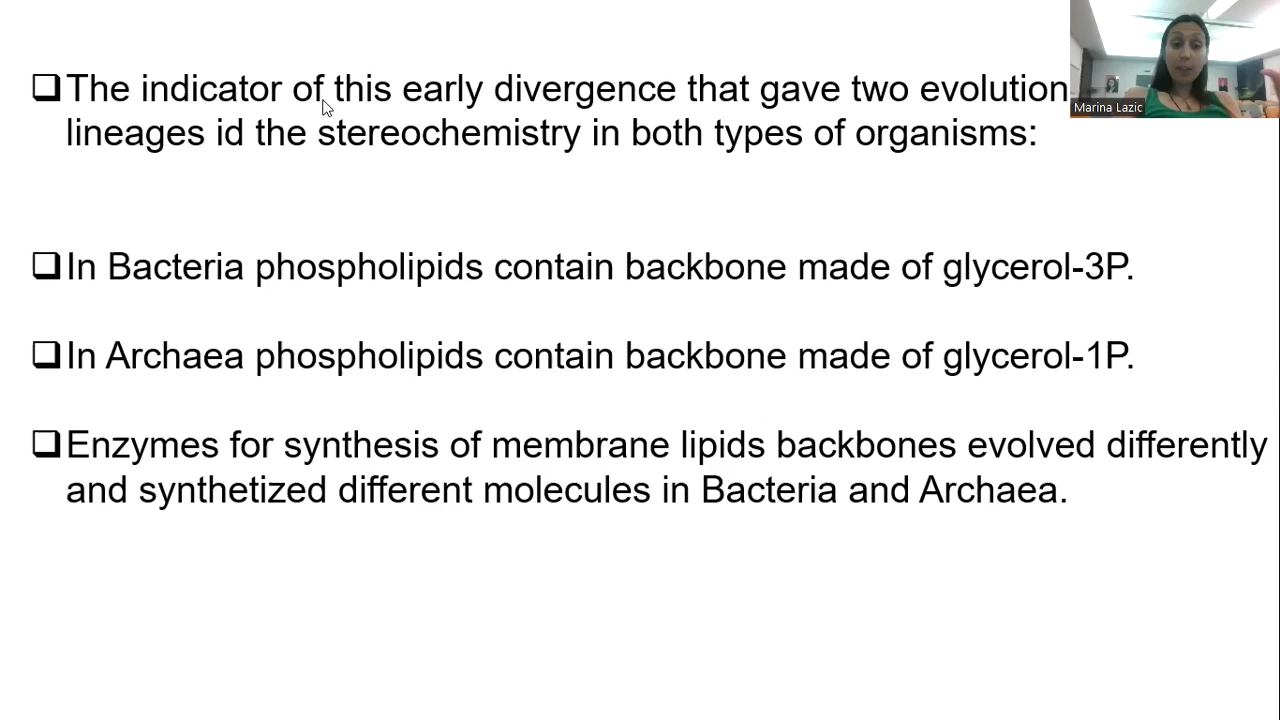 The indicator of this early divergence that gave two evolution
Marina Lazic
lineages id the stereochemistry in both types of organisms:
In Bacteria phospholipids contain backbone made of glycerol-3P.
In Archaea phospholipids contain backbone made of glycerol-1P.
Enzymes for synthesis of membrane lipids backbones evolved differently
and synthetized different molecules in Bacteria and Archaea.